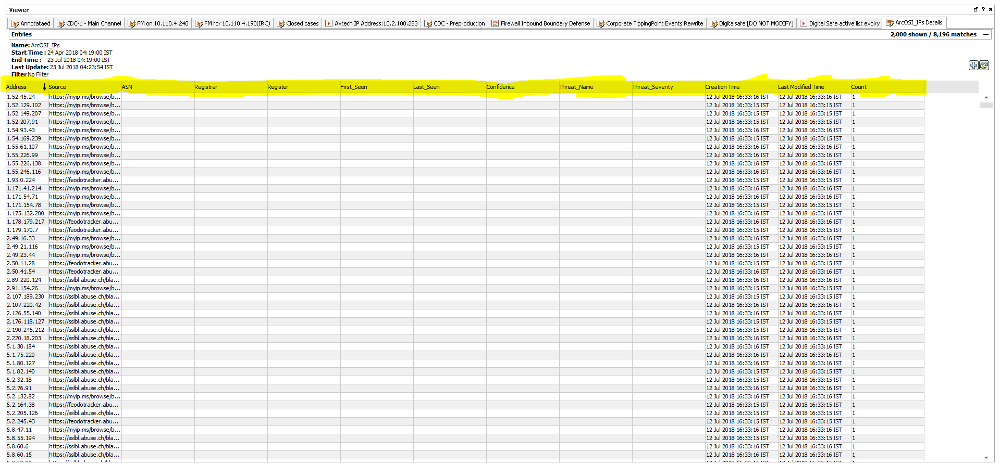 Viewer
Annotataed CDC-1 - Main Channel FM on 10.110.4.240 FM for 10.110.4.190(IRC) Closed cases Avtech IP Address:10.2.100.253 CDC - Preproduction Firewall Inbound Boundary Defense Corporate TippingPoint Events Rewrite Digitalsafe [DO NOT MODIFY] Digital Safe active list expiry ArcOSI_IPs Details
Entries 2,000 shown / 8,196 matches
Name: ArcOSI_IPs
Start Time : 24 Apr 2018 04:19:00 IST
End Time : 23 Jul 2018 04:19:00 IST
Last Update: 23 Jul 2018 04:23:54 IST
Filter No Filter
Address Source ASN Registrar Register First_Seen Last_Seen Confidence Threat_Name Threat_Severity Creation Time Last Modified Time Count
1.52.45.24 https://myip.ms/browse/b... 12 Jul 2018 16:33:16 IST 12 Jul 2018 16:33:16 IST 1
1.52.129.102 https://myip.ms/browse/b... 12 Jul 2018 16:33:15 IST 12 Jul 2018 16:33:15 IST 1
1.52.149.207 https://myip.ms/browse/b... 12 Jul 2018 16:33:15 IST 12 Jul 2018 16:33:15 IST 1
1.52.207.91 https://myip.ms/browse/b... 12 Jul 2018 16:33:15 IST 12 Jul 2018 16:33:15 IST 1
1.54.93.43 https://myip.ms/browse/b... 12 Jul 2018 16:33:16 IST 12 Jul 2018 16:33:16 IST 1
1.54.169.239 https://myip.ms/browse/b... 12 Jul 2018 16:33:15 IST 12 Jul 2018 16:33:15 IST 1
1.55.61.107 https://myip.ms/browse/b... 12 Jul 2018 16:33:16 IST 12 Jul 2018 16:33:16 IST 1
1.55.226.99 https://myip.ms/browse/b... 12 Jul 2018 16:33:15 IST 12 Jul 2018 16:33:15 IST 1
1.55.226.138 https://myip.ms/browse/b... 12 Jul 2018 16:33:15 IST 12 Jul 2018 16:33:15 IST 1
1.55.246.116 https://myip.ms/browse/b... 12 Jul 2018 16:33:16 IST 12 Jul 2018 16:33:16 IST 1
1.93.0.224 https://feodotracker.abu... 12 Jul 2018 16:33:15 IST 12 Jul 2018 16:33:15 IST 1
1.171.41.214 https://myip.ms/browse/b... 12 Jul 2018 16:33:16 IST 12 Jul 2018 16:33:16 IST 1
1.171.54.71 https://myip.ms/browse/b... 12 Jul 2018 16:33:15 IST 12 Jul 2018 16:33:15 IST 1
1.171.154.78 https://myip.ms/browse/b... 12 Jul 2018 16:33:16 IST 12 Jul 2018 16:33:16 IST 1
1.175.132.200 https://myip.ms/browse/b... 12 Jul 2018 16:33:16 IST 12 Jul 2018 16:33:16 IST 1
1.178.179.217 https://feodotracker.abu... 12 Jul 2018 16:33:15 IST 12 Jul 2018 16:33:15 IST 1
1.179.170.7 https://feodotracker.abu... 12 Jul 2018 16:33:15 IST 12 Jul 2018 16:33:15 IST 1
2.49.16.33 https://myip.ms/browse/b... 12 Jul 2018 16:33:16 IST 12 Jul 2018 16:33:16 IST 1
2.49.21.116 https://myip.ms/browse/b... 12 Jul 2018 16:33:15 IST 12 Jul 2018 16:33:15 IST 1
2.49.23.44 https://myip.ms/browse/b... 12 Jul 2018 16:33:16 IST 12 Jul 2018 16:33:16 IST 1
2.50.11.28 https://feodotracker.abu... 12 Jul 2018 16:33:15 IST 12 Jul 2018 16:33:15 IST 1
2.50.41.54 https://feodotracker.abu... 12 Jul 2018 16:33:15 IST 12 Jul 2018 16:33:15 IST 1
2.89.220.124 https://sslbl.abuse.ch/bla... 12 Jul 2018 16:33:15 IST 12 Jul 2018 16:33:15 IST 1
2.91.154.26 https://myip.ms/browse/b... 12 Jul 2018 16:33:16 IST 12 Jul 2018 16:33:16 IST 1
2.107.189.230 https://sslbl.abuse.ch/bla... 12 Jul 2018 16:33:15 IST 12 Jul 2018 16:33:15 IST 1
2.107.220.42 https://sslbl.abuse.ch/bla... 12 Jul 2018 16:33:16 IST 12 Jul 2018 16:33:16 IST 1
2.126.55.140 https://sslbl.abuse.ch/bla... 12 Jul 2018 16:33:15 IST 12 Jul 2018 16:33:15 IST 1
2.176.118.127 https://sslbl.abuse.ch/bla... 12 Jul 2018 16:33:15 IST 12 Jul 2018 16:33:15 IST 1
2.190.245.212 https://sslbl.abuse.ch/bla... 12 Jul 2018 16:33:15 IST 12 Jul 2018 16:33:15 IST 1
2.220.18.203 https://sslbl.abuse.ch/bla... 12 Jul 2018 16:33:15 IST 12 Jul 2018 16:33:15 IST 1
5.1.30.184 https://sslbl.abuse.ch/bla... 12 Jul 2018 16:33:15 IST 12 Jul 2018 16:33:15 IST 1
5.1.75.220 https://sslbl.abuse.ch/bla... 12 Jul 2018 16:33:15 IST 12 Jul 2018 16:33:15 IST 1
5.1.80.127 https://sslbl.abuse.ch/bla... 12 Jul 2018 16:33:15 IST 12 Jul 2018 16:33:15 IST 1
5.1.82.140 https://sslbl.abuse.ch/bla... 12 Jul 2018 16:33:15 IST 12 Jul 2018 16:33:15 IST 1
5.2.32.18 https://sslbl.abuse.ch/bla... 12 Jul 2018 16:33:15 IST 12 Jul 2018 16:33:15 IST 1
5.2.76.91 https://sslbl.abuse.ch/bla... 12 Jul 2018 16:33:16 IST 12 Jul 2018 16:33:16 IST 1
5.2.132.82 https://myip.ms/browse/b... 12 Jul 2018 16:33:16 IST 12 Jul 2018 16:33:16 IST 1
5.2.164.38 https://feodotracker.abu... 12 Jul 2018 16:33:15 IST 12 Jul 2018 16:33:15 IST 1
5.2.205.126 https://sslbl.abuse.ch/bla... 12 Jul 2018 16:33:15 IST 12 Jul 2018 16:33:15 IST 1
5.2.245.43 https://feodotracker.abu... 12 Jul 2018 16:33:15 IST 12 Jul 2018 16:33:15 IST 1
5.8.47.11 https://myip.ms/browse/b... 12 Jul 2018 16:33:16 IST 12 Jul 2018 16:33:16 IST 1
5.8.55.194 https://sslbl.abuse.ch/bla... 12 Jul 2018 16:33:15 IST 12 Jul 2018 16:33:15 IST 1
5.8.60.6 https://sslbl.abuse.ch/bla... 12 Jul 2018 16:33:16 IST 12 Jul 2018 16:33:16 IST 1
5.8.60.15 https://sslbl.abuse.ch/bla... 12 Jul 2018 16:33:15 IST 12 Jul 2018 16:33:15 IST 1